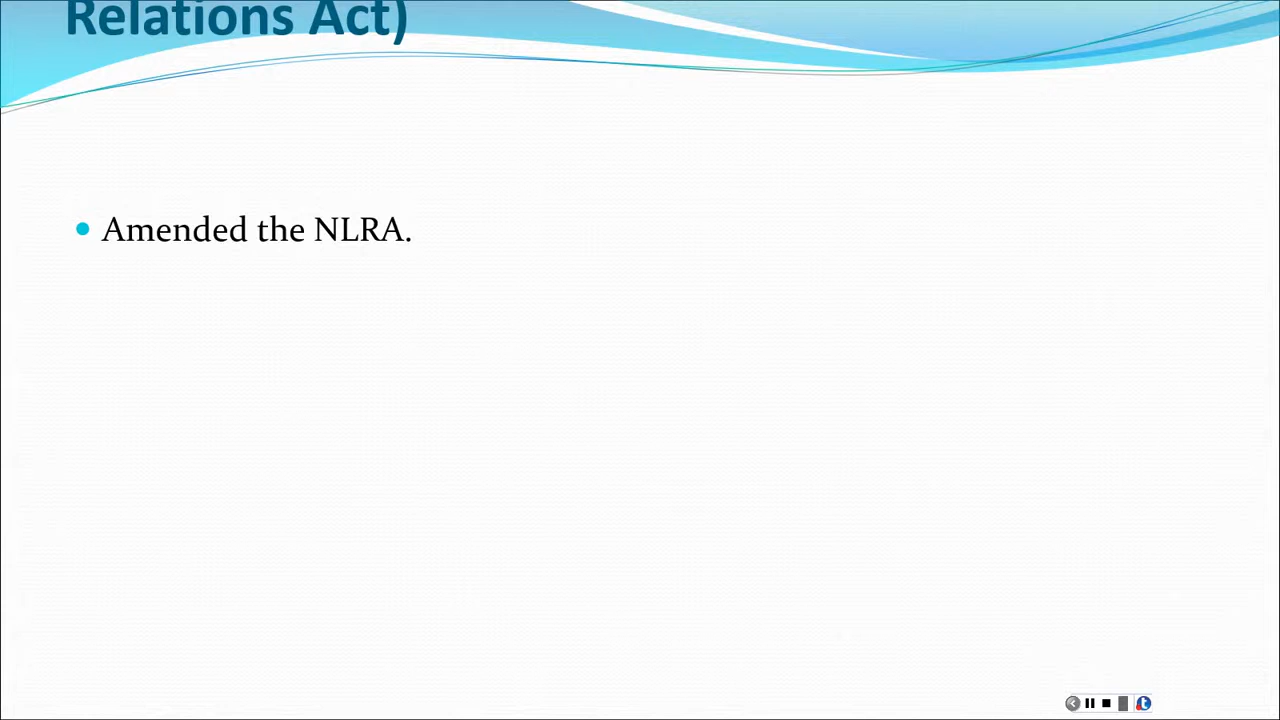 Relations Act)
Amended the NLRA.